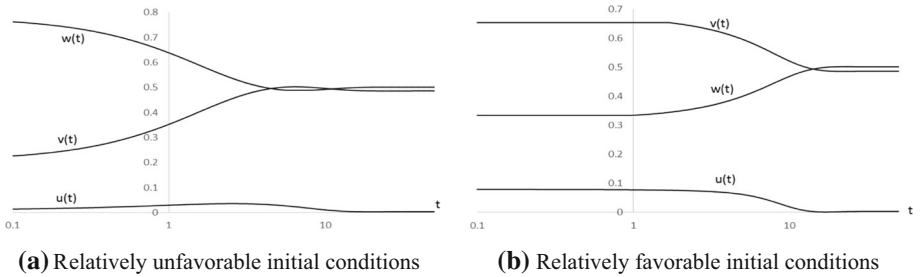 0.8
w(t)
0.7
0.6
0.5
0.4
0.3
v(t)
0.2
0.1
u(t)
0
t
0.1
1
10
(a) Relatively unfavorable initial conditions
0.7
v(t)
0.6
0.5
w(t)
0.4
0.3
0.2
0.1
u(t)
0
t
0.1
1
10
(b) Relatively favorable initial conditions